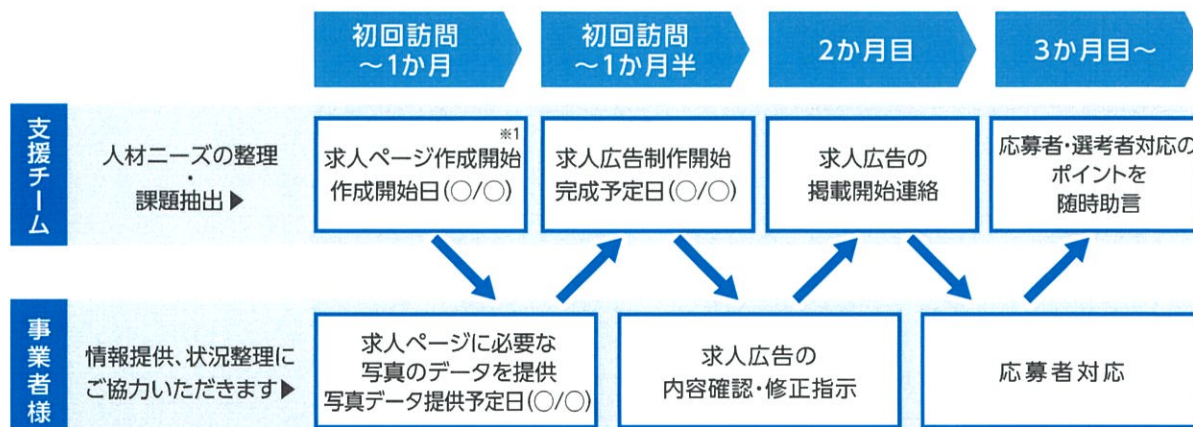 初回訪問
～1か月
初回訪問
～1か月半
2か月目
3か月目～
支援チーム
人材ニーズの整理
・
課題抽出▶
※1
求人ページ作成開始
作成開始日(○/○)
求人広告制作開始
完成予定日(○/○)
求人広告の
掲載開始連絡
応募者・選考者対応の
ポイントを
随時助言
事業者様
情報提供、状況整理に
ご協力いただきます▶
求人ページに必要な
写真のデータを提供
写真データ提供予定日(○/○)
求人広告の
内容確認・修正指示
応募者対応